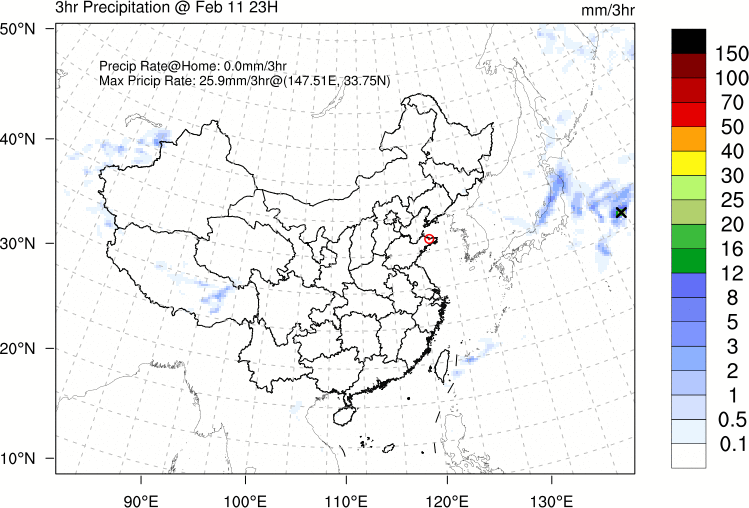 3hr Precipitation @ Feb 11 23H
mm/3hr
Precip Rate@Home: 0.0mm/3hr
Max Pricip Rate: 25.9mm/3hr@(147.51E, 33.75N)
50°N
40°N
30°N
20°N
10°N
90°E 100°E 110°E 120°E 130°E
150
100
70
50
40
30
25
20
16
12
8
5
3
2
1
0.5
0.1